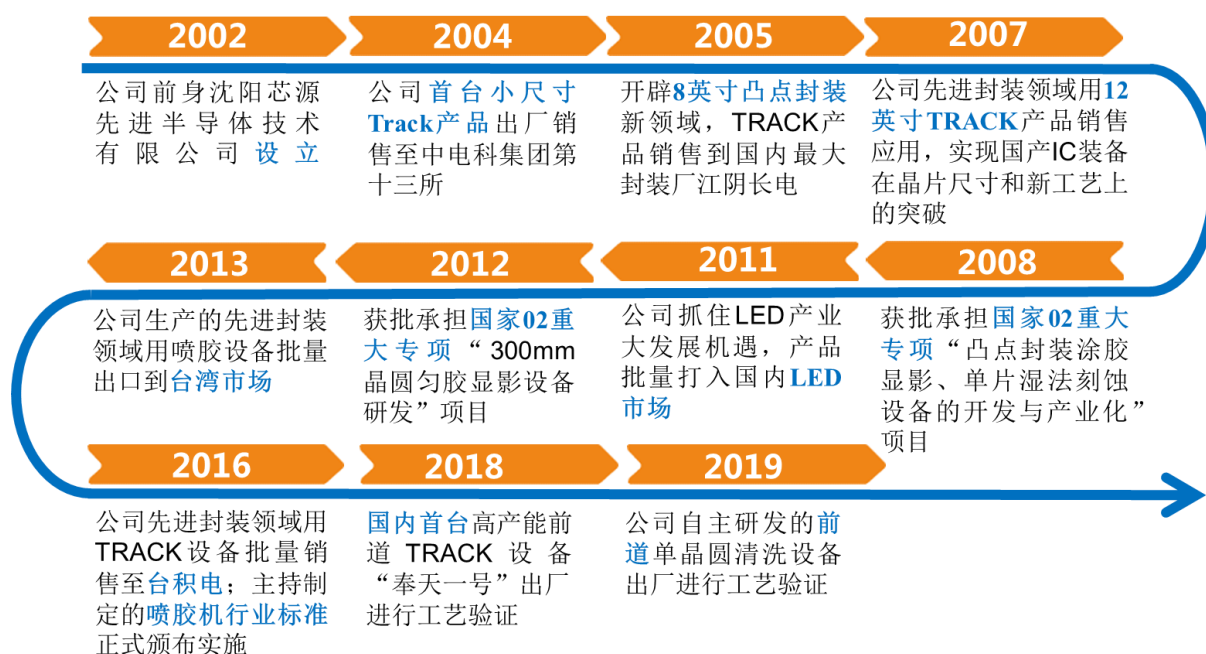 2002
公司前身沈阳芯源
先进半导体技术
有限公司设立
2004
公司首台小尺寸
Track产品出厂销
售至中电科集团第
十三所
2005
开辟8英寸凸点封装
新领域，TRACK产
品销售到国内最大
封装厂江阴长电
2007
公司先进封装领域用12
英寸TRACK产品销售
应用，实现国产IC装备
在晶片尺寸和新工艺上
的突破
2008
获批承担国家02重大
专项“凸点封装涂胶
显影、单片湿法刻蚀
设备的开发与产业化”
项目
2011
公司抓住LED产业
大发展机遇，产品
批量打入国内LED
市场
2012
获批承担国家02重
大专项“300mm
晶圆匀胶显影设备
研发”项目
2013
公司生产的先进封装
领域用喷胶设备批量
出口到台湾市场
2016
公司先进封装领域用
TRACK设备批量销
售至台积电；主持制
定的喷胶机行业标准
正式颁布实施
2018
国内首台高产能前
道TRACK设备
“奉天一号”出厂
进行工艺验证
2019
公司自主研发的前
道单晶圆清洗设备
出厂进行工艺验证